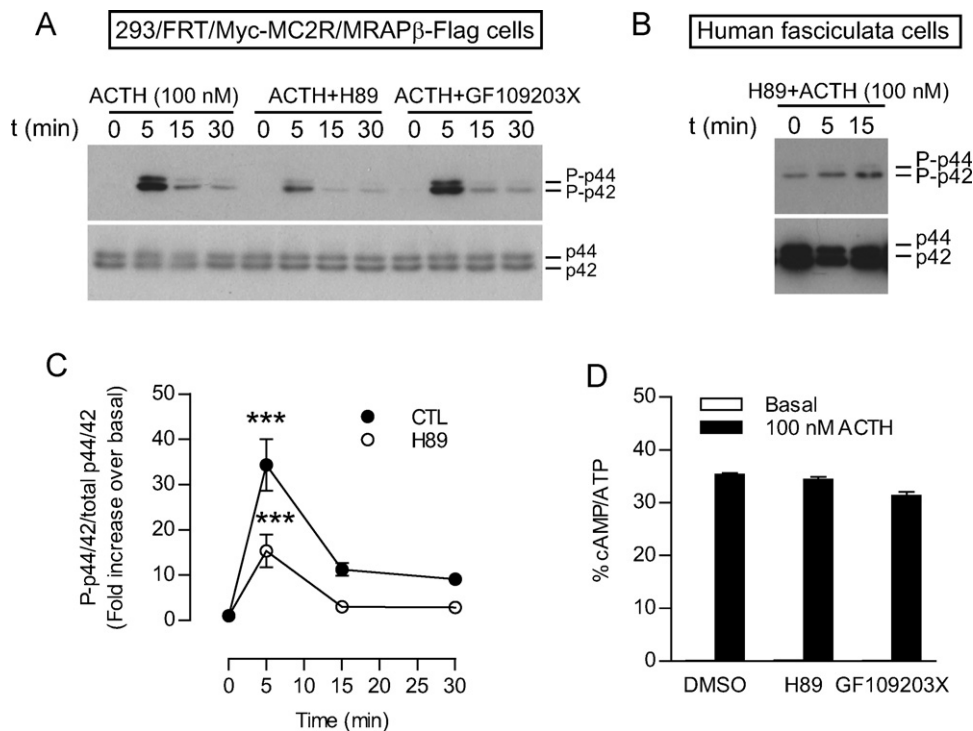 A
293/FRT/Myc-MC2R/MRAPβ-Flag cells
ACTH (100 nM) ACTH+H89 ACTH+GF109203X
t (min) 0 5 15 30 0 5 15 30 0 5 15 30
P-p44
P-p42
p44
p42
B
Human fasciculata cells
H89+ACTH (100 nM)
t (min) 0 5 15
P-p44
P-p42
p44
p42
C
P-p44/42/total p44/42
(Fold increase over basal)
50
40
30
20
10
0
***
***
CTL
H89
0 5 10 15 20 25 30
Time (min)
D
% cAMP/ATP
50
40
30
20
10
0
Basal
100 nM ACTH
DMSO H89 GF109203X